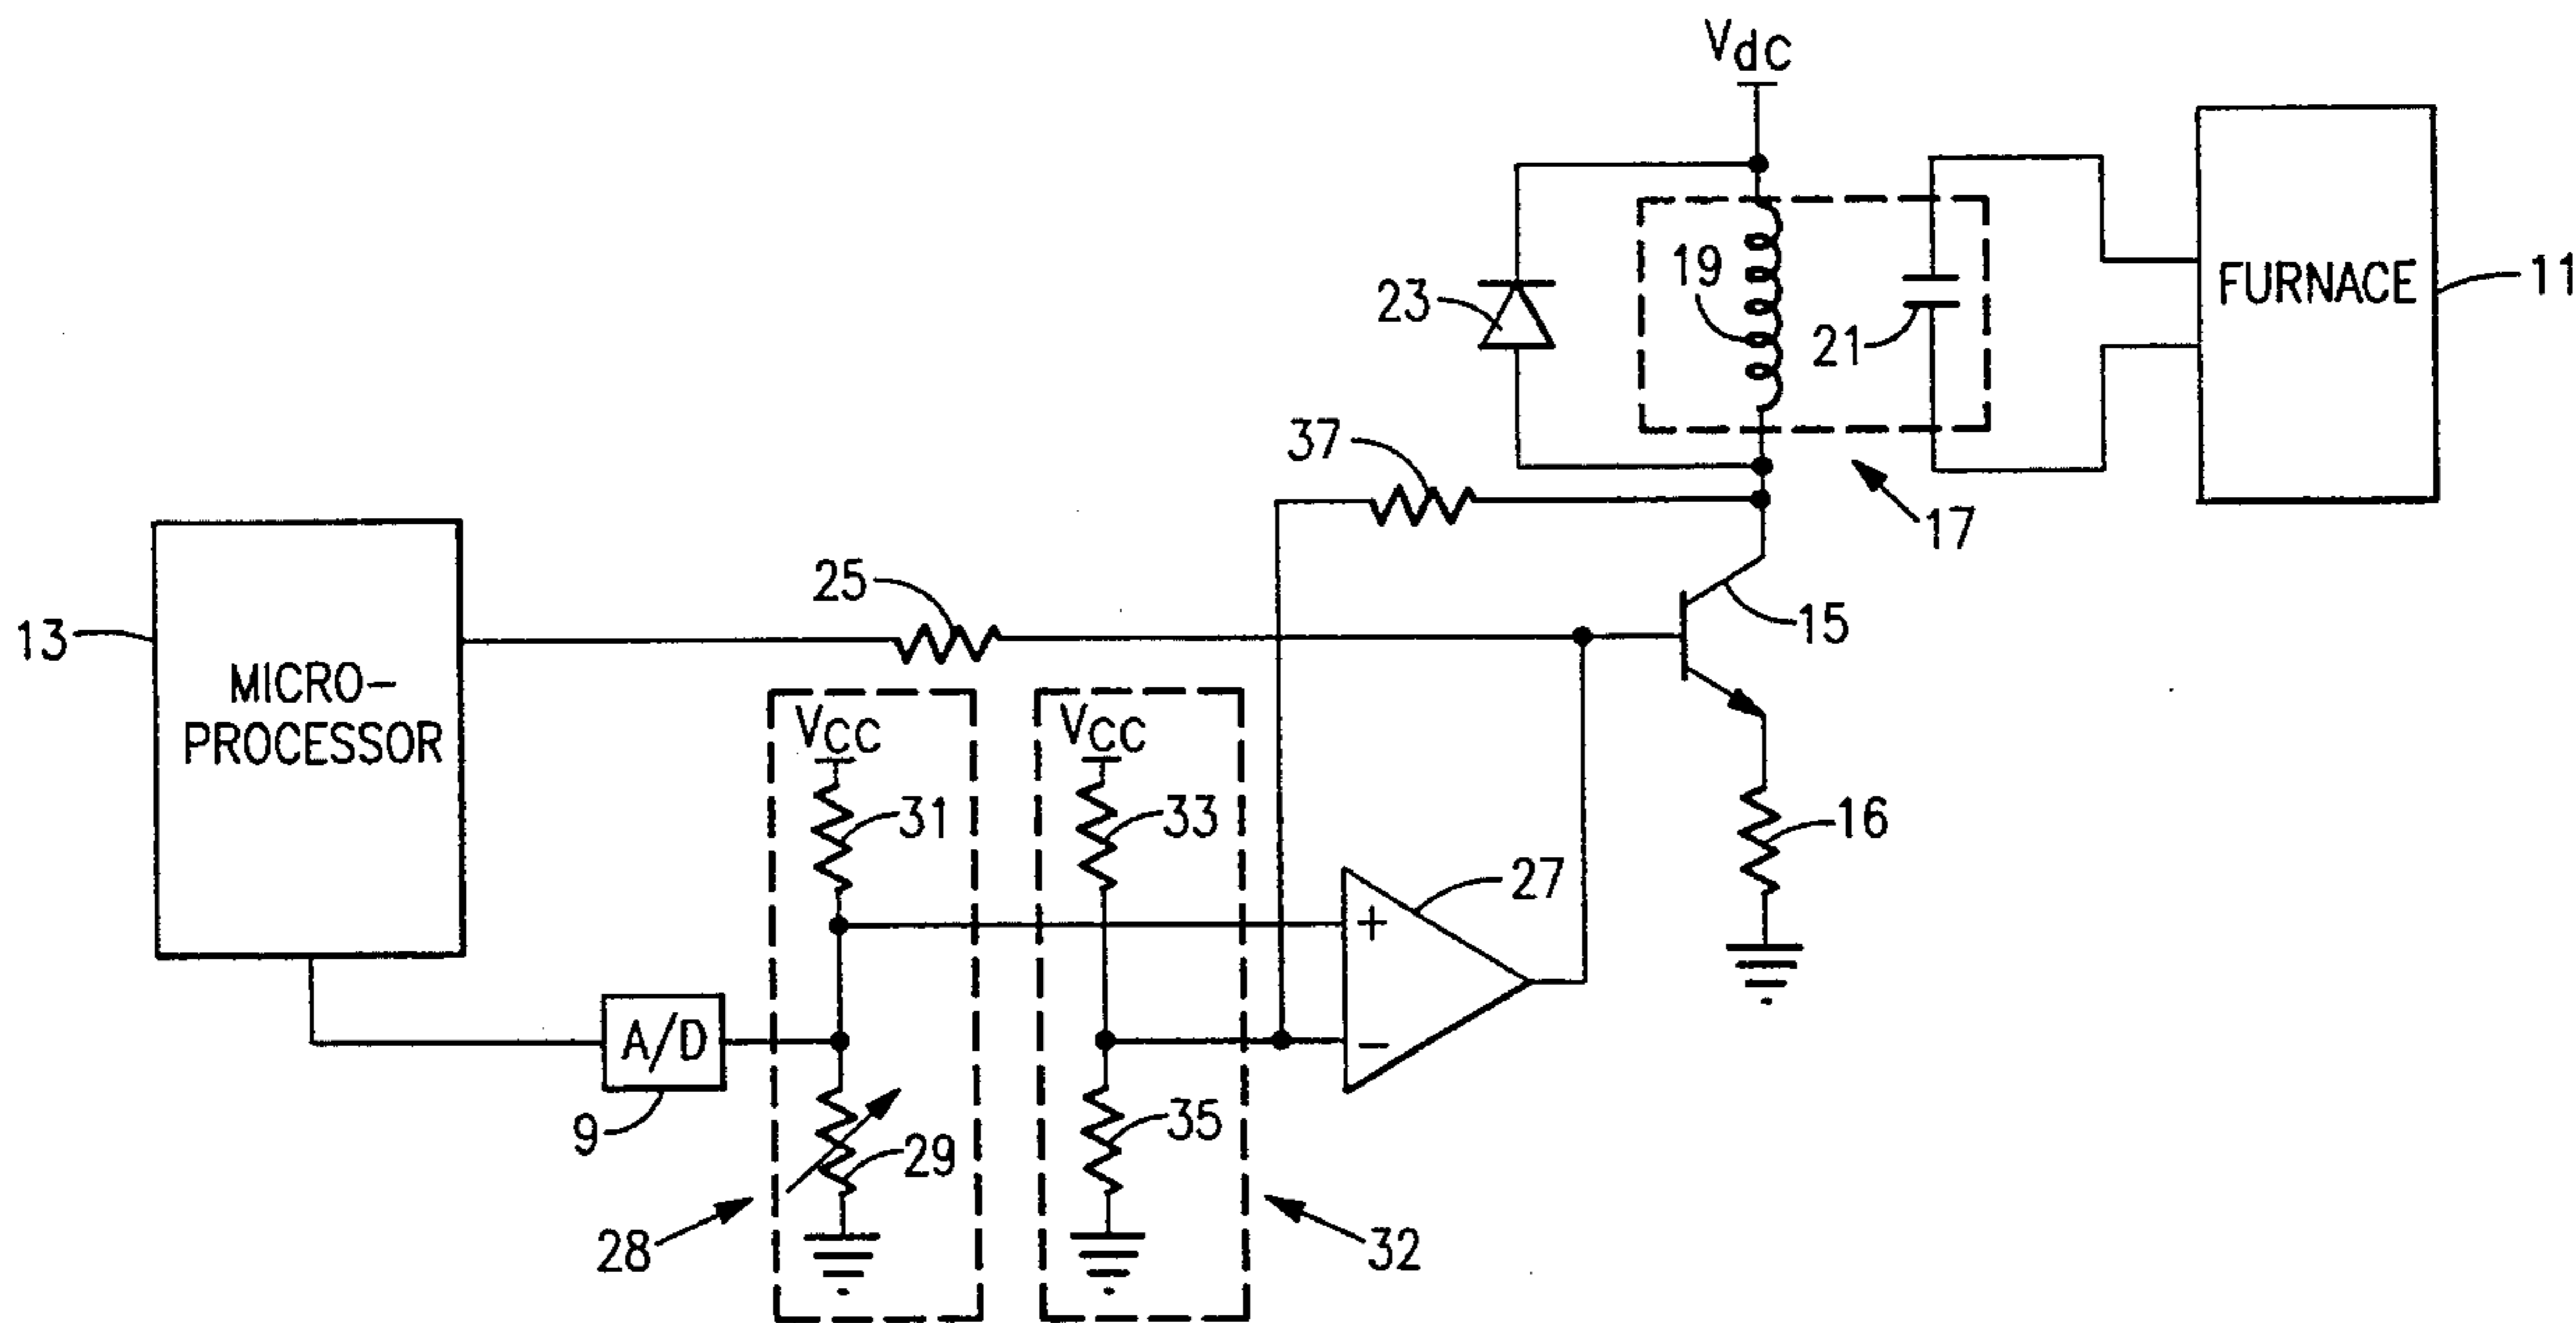 Vdc
19
23
21
FURNACE
11
37
17
25
15
13
MICRO-
PROCESSOR
VCC
VCC
31
33
16
27
+
A/D
−
9
29
35
28
32